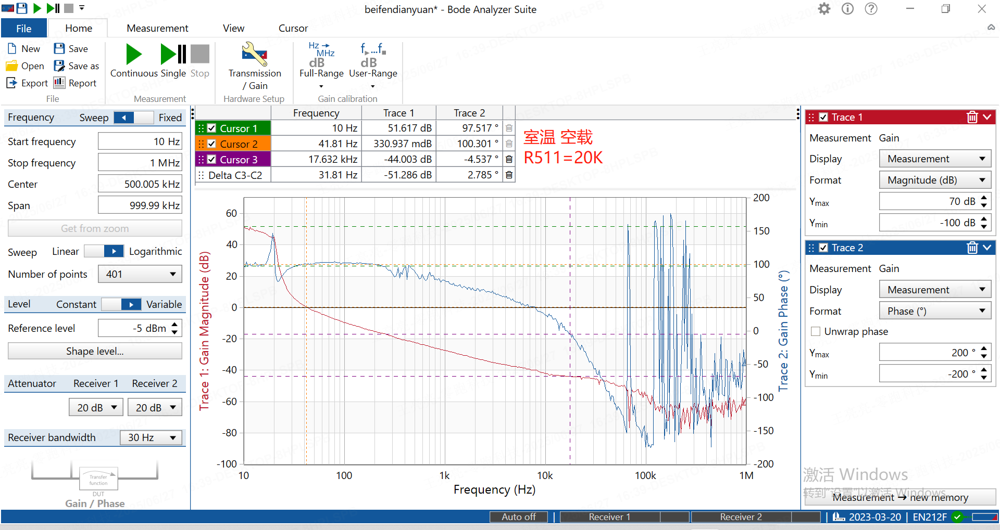 beifendianyuan* - Bode Analyzer Suite
File
Home
Measurement
View
Cursor
New
Save
Open
Save as
Export
Report
File
Continuous
Single
Stop
Measurement
Transmission
/ Gain
Hardware Setup
Hz
MHz
dB
Full-Range
f...f
dB
User-Range
Gain calibration
Frequency
Sweep
Fixed
Start frequency
10 Hz
Stop frequency
1 MHz
Center
500.005 kHz
Span
999.99 kHz
Get from zoom
Sweep
Linear
Logarithmic
Number of points
401
Level
Constant
Variable
Reference level
-5 dBm
Shape level...
Attenuator
Receiver 1
Receiver 2
20 dB
20 dB
Receiver bandwidth
30 Hz
Transfer
function
DUT
Gain / Phase
Frequency Trace 1 Trace 2
Cursor 1 10 Hz 51.617 dB 97.517 °
Cursor 2 41.81 Hz 330.937 mdB 100.301 °
Cursor 3 17.632 kHz -44.003 dB -4.537 °
Delta C3-C2 31.81 Hz -51.286 dB 2.785 °
室温 空载
R511=20K
Trace 1: Gain Magnitude (dB)
60
40
20
0
-20
-40
-60
-80
-100
200
150
100
50
0
-50
-100
-150
-200
Trace 2: Gain Phase (°)
10
100
1k
10k
100k
1M
Frequency (Hz)
Trace 1
Measurement
Gain
Display
Measurement
Format
Magnitude (dB)
Ymax
70 dB
Ymin
-100 dB
Trace 2
Measurement
Gain
Display
Measurement
Format
Phase (°)
Unwrap phase
Ymax
200 °
Ymin
-200 °
激活 Windows
转到"设置"以激活 Windows。
Measurement → new memory
Auto off
Receiver 1
Receiver 2
2023-03-20
EN212F